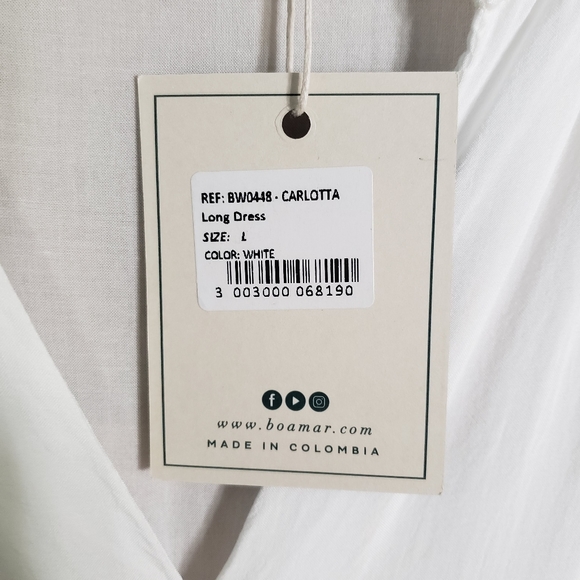 REF: BW0448 - CARLOTTA
Long Dress
SIZE: L
COLOR: WHITE
3 003000 068190
www.boamar.com
MADE IN COLOMBIA